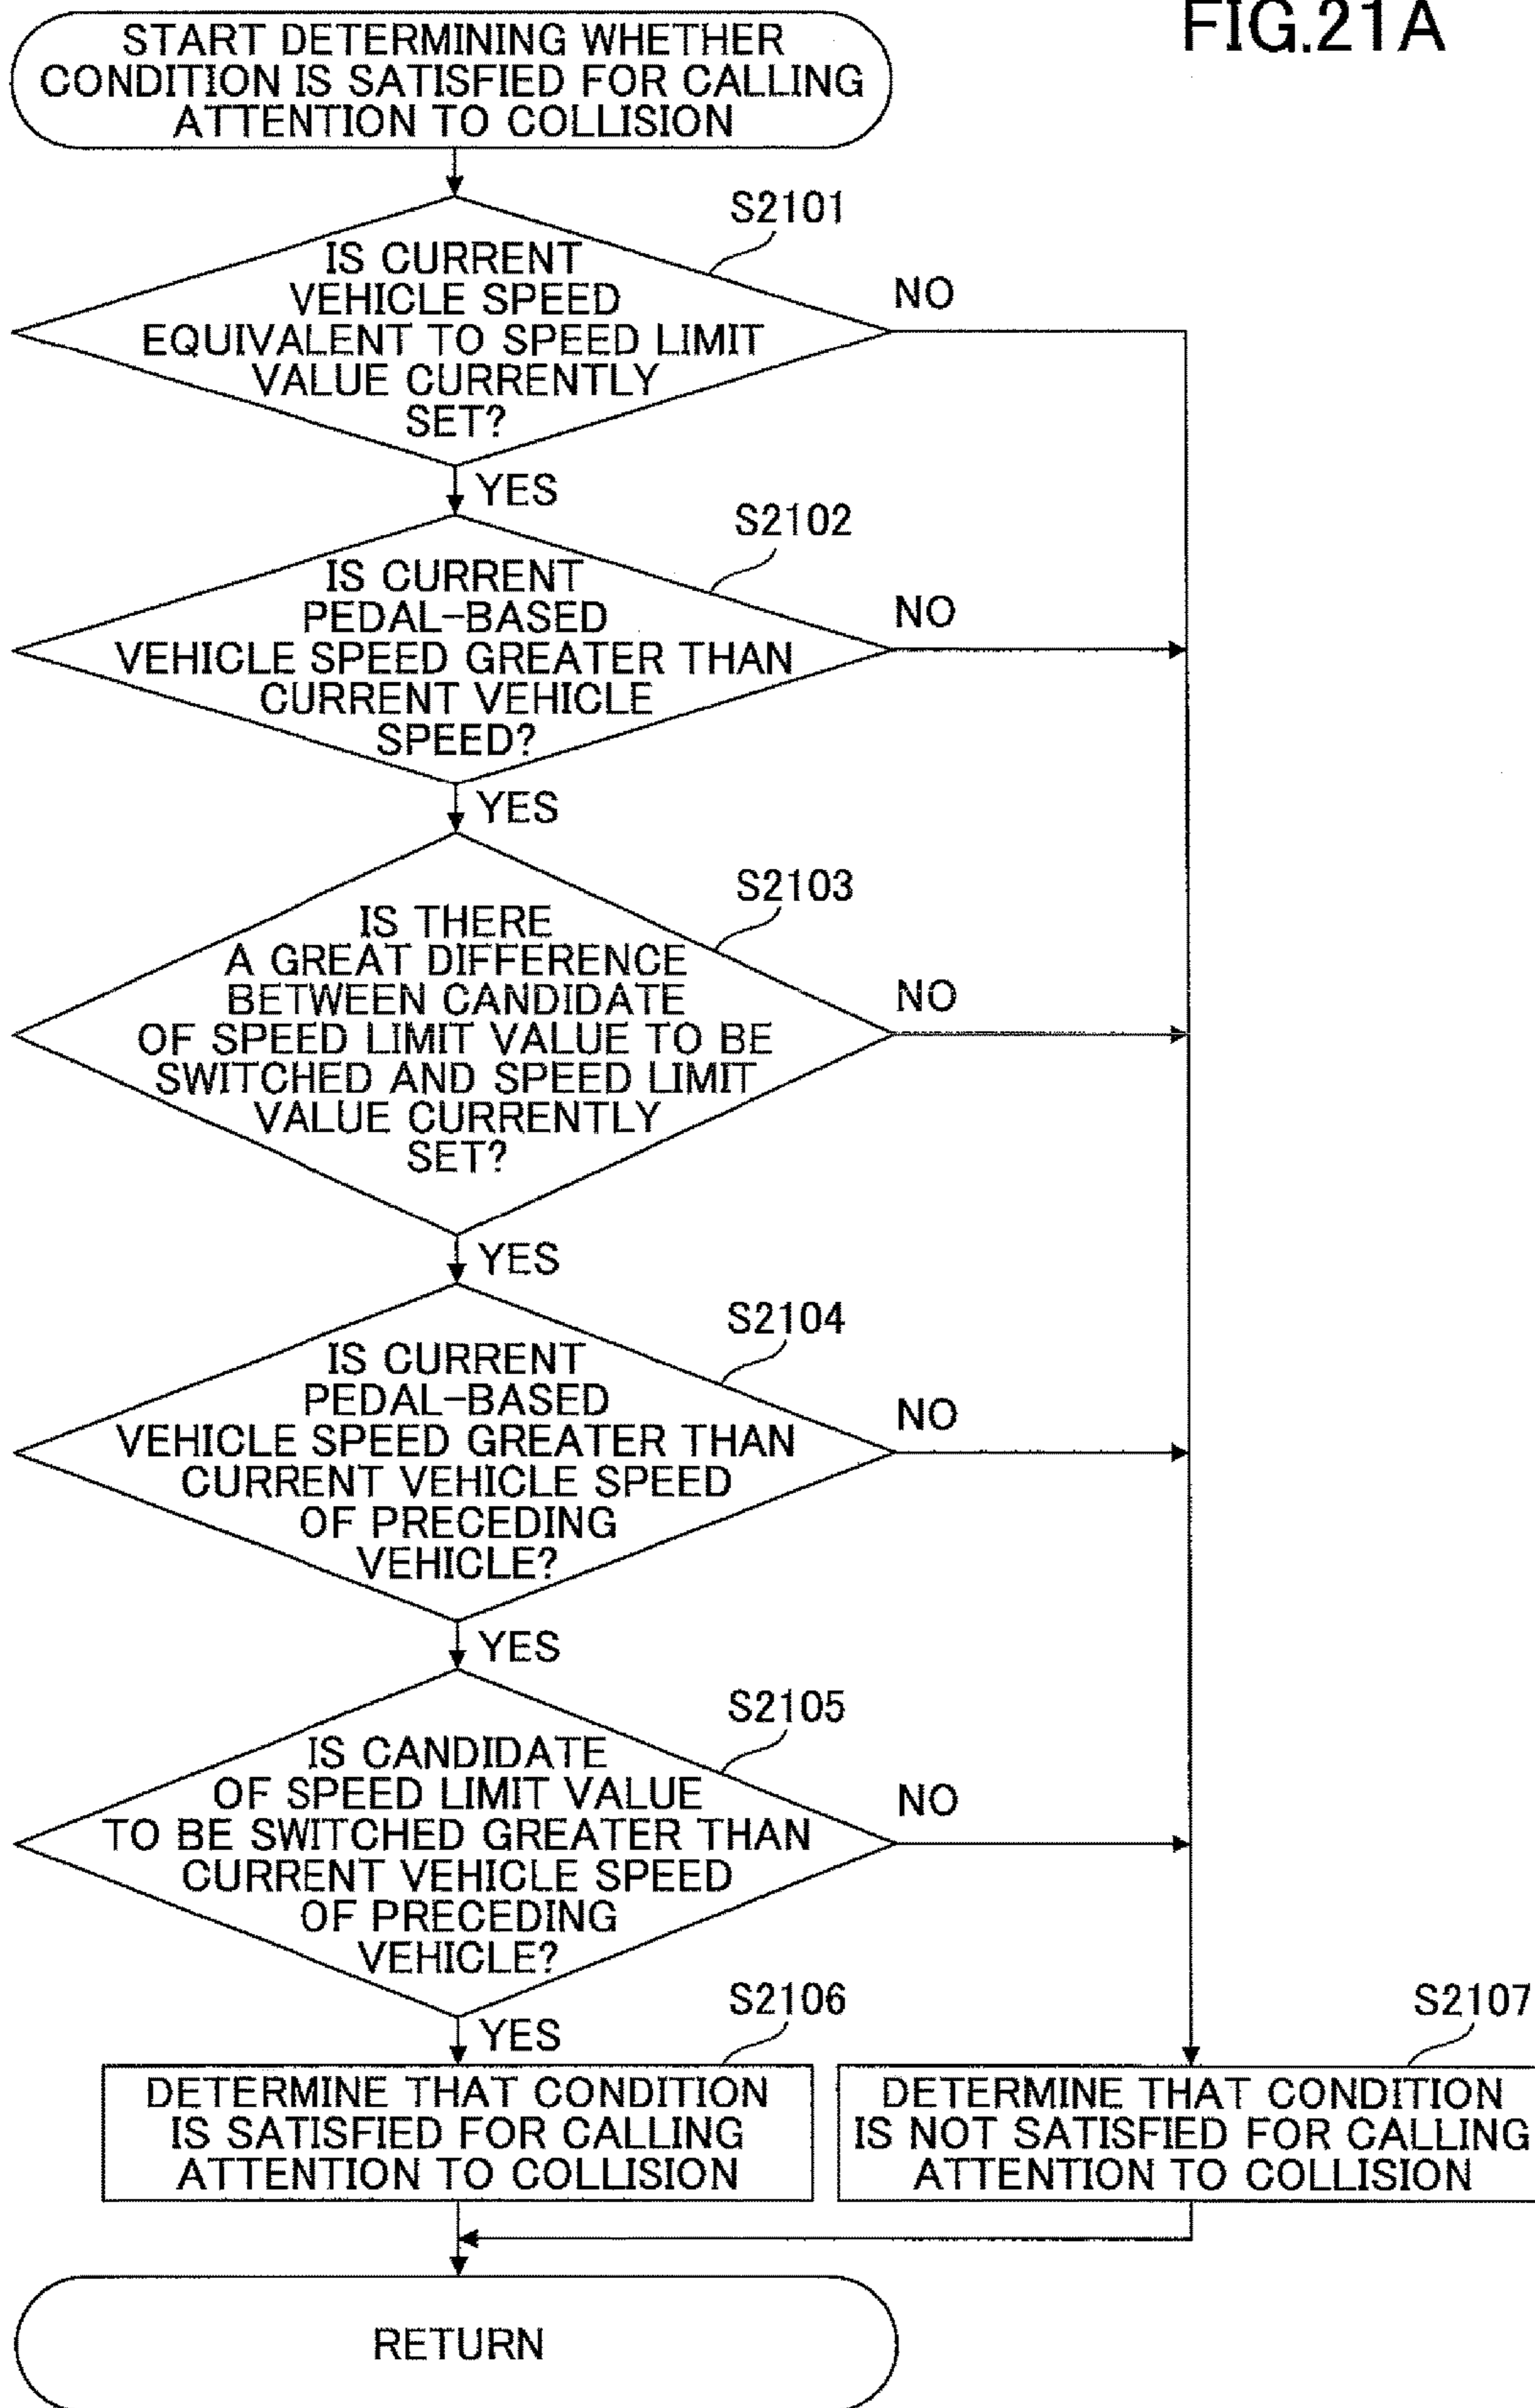 FIG.21A
START DETERMINING WHETHER
CONDITION IS SATISFIED FOR CALLING
ATTENTION TO COLLISION
S2101
IS CURRENT
VEHICLE SPEED
EQUIVALENT TO SPEED LIMIT
VALUE CURRENTLY
SET?
NO
YES
S2102
IS CURRENT
PEDAL-BASED
VEHICLE SPEED GREATER THAN
CURRENT VEHICLE
SPEED?
NO
YES
S2103
IS THERE
A GREAT DIFFERENCE
BETWEEN CANDIDATE
OF SPEED LIMIT VALUE TO BE
SWITCHED AND SPEED LIMIT
VALUE CURRENTLY
SET?
NO
YES
S2104
IS CURRENT
PEDAL-BASED
VEHICLE SPEED GREATER THAN
CURRENT VEHICLE SPEED
OF PRECEDING
VEHICLE?
NO
YES
S2105
IS CANDIDATE
OF SPEED LIMIT VALUE
TO BE SWITCHED GREATER THAN
CURRENT VEHICLE SPEED
OF PRECEDING
VEHICLE?
NO
YES
S2106
DETERMINE THAT CONDITION
IS SATISFIED FOR CALLING
ATTENTION TO COLLISION
S2107
DETERMINE THAT CONDITION
IS NOT SATISFIED FOR CALLING
ATTENTION TO COLLISION
RETURN